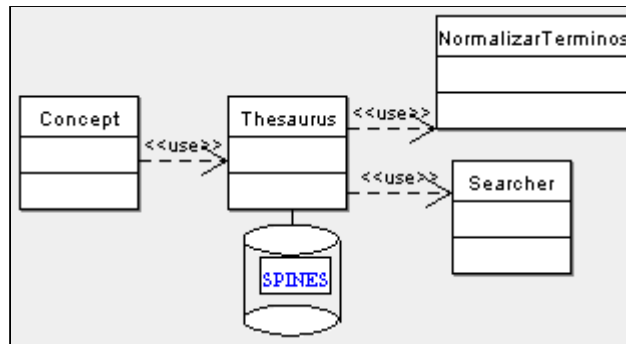 NormalizarTerminos
Concept
<<use>>
Thesaurus
<<use>>
<<use>>
Searcher
SPINES